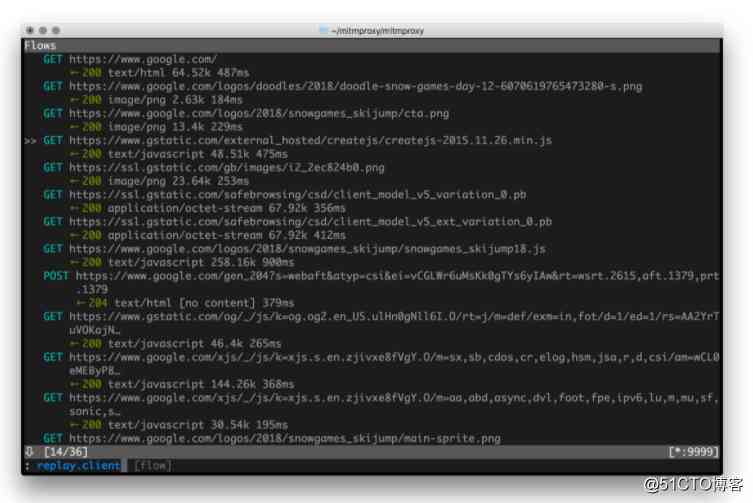 ~/mitmproxy/mitmproxy
Flows
GET https://www.google.com/
← 200 text/html 64.52k 487ms
GET https://www.google.com/logos/doodles/2018/doodle-snow-games-day-12-6070619765473280-s.png
← 200 image/png 2.63k 184ms
GET https://www.google.com/logos/2018/snowgames_skijump/cta.png
← 200 image/png 13.4k 229ms
>> GET https://www.gstatic.com/external_hosted/createjs/createjs-2015.11.26.min.js
← 200 text/javascript 48.51k 475ms
GET https://ssl.gstatic.com/gb/images/i2_2ec824b0.png
← 200 image/png 23.64k 253ms
GET https://ssl.gstatic.com/safebrowsing/csd/client_model_v5_variation_0.pb
← 200 application/octet-stream 67.92k 356ms
GET https://ssl.gstatic.com/safebrowsing/csd/client_model_v5_ext_variation_0.pb
← 200 application/octet-stream 67.92k 412ms
GET https://www.google.com/logos/2018/snowgames_skijump/snowgames_skijump18.js
← 200 text/javascript 258.16k 900ms
POST https://www.google.com/gen_204?s=webaft&atyp=csi&ei=vCGLWr6uMsKk0gTYs6yIAw&rt=wsrt.2615,aft.1379,prt
.1379
← 204 text/html [no content] 379ms
GET https://www.gstatic.com/og/_/js/k=og.og2.en_US.ulHn0gNll6I.O/rt=j/m=def/exm=in,fot/d=1/ed=1/rs=AA2YrT
uVOKajN…
← 200 text/javascript 46.4k 265ms
GET https://www.google.com/xjs/_/js/k=xjs.s.en.zjivxe8fVgY.O/m=sx,sb,cdos,cr,elog,hsm,jsa,r,d,csi/am=wCL0
eMEByP8…
← 200 text/javascript 144.26k 368ms
GET https://www.google.com/xjs/_/js/k=xjs.s.en.zjivxe8fVgY.O/m=aa,abd,async,dvl,foot,fpe,ipv6,lu,m,mu,sf,
sonic,s…
← 200 text/javascript 30.54k 195ms
GET https://www.google.com/logos/2018/snowgames_skijump/main-sprite.png
⇩ [14/36] [*:9999]
: replay.client [flow]
@51CTO博客